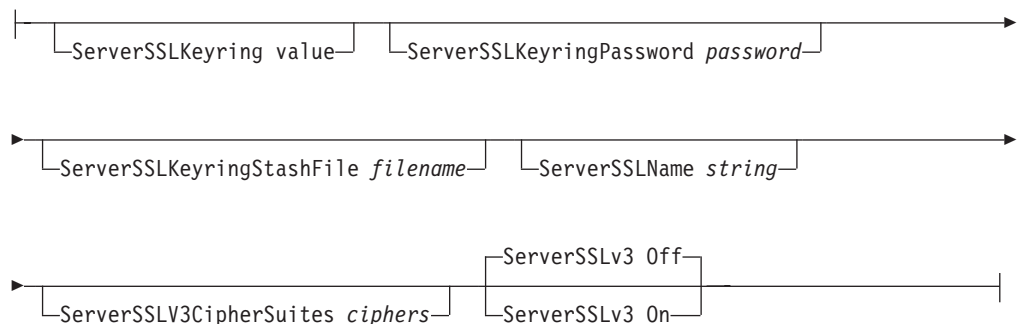 ServerSSLKeyring value ServerSSLKeyringPassword password
ServerSSLKeyringStashFile filename ServerSSLName string
ServerSSLv3 Off
ServerSSLV3CipherSuites ciphers ServerSSLv3 On